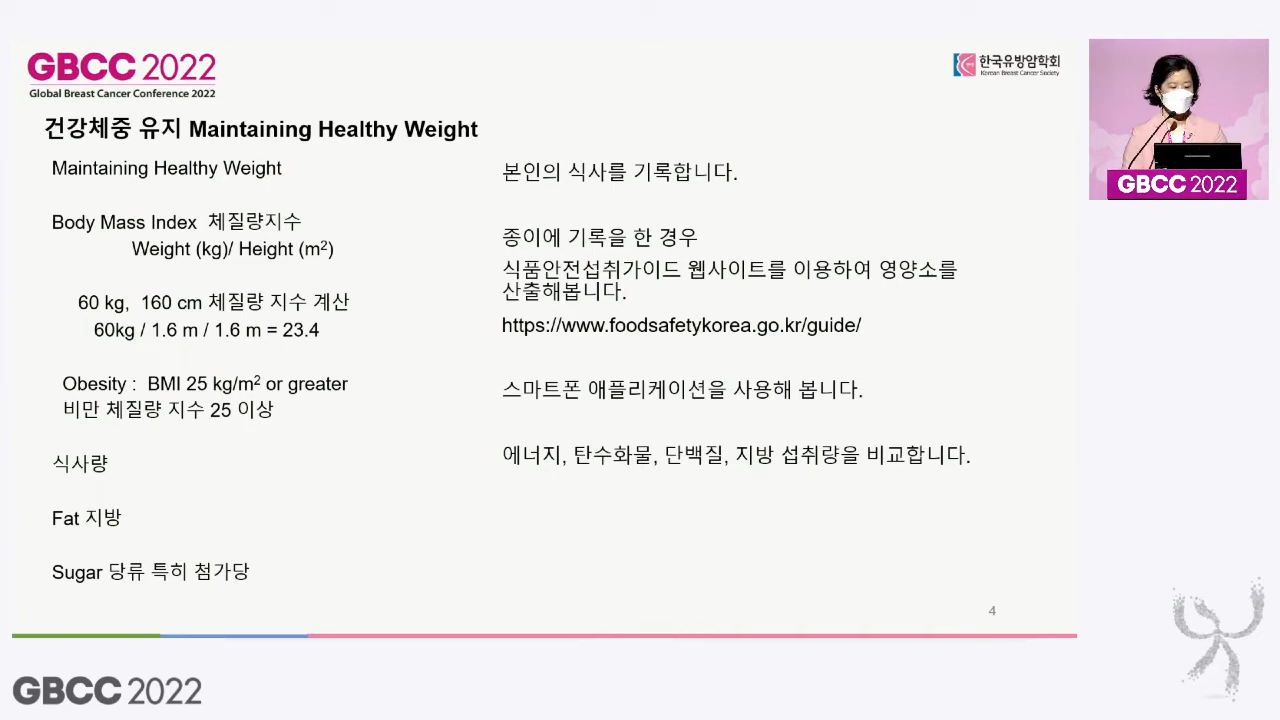 GBCC 2022
Global Breast Cancer Conference 2022
한국유방암학회
Korean Breast Cancer Society
건강체중 유지 Maintaining Healthy Weight
Maintaining Healthy Weight
Body Mass Index 체질량지수
Weight (kg)/ Height (m²)
60 kg, 160 cm 체질량 지수 계산
60kg / 1.6 m / 1.6 m = 23.4
Obesity : BMI 25 kg/m² or greater
비만 체질량 지수 25 이상
식사량
Fat 지방
Sugar 당류 특히 첨가당
본인의 식사를 기록합니다.
종이에 기록을 한 경우
식품안전섭취가이드 웹사이트를 이용하여 영양소를
산출해봅니다.
https://www.foodsafetykorea.go.kr/guide/
스마트폰 애플리케이션을 사용해 봅니다.
에너지, 탄수화물, 단백질, 지방 섭취량을 비교합니다.
4
GBCC 2022
GBCC 2022